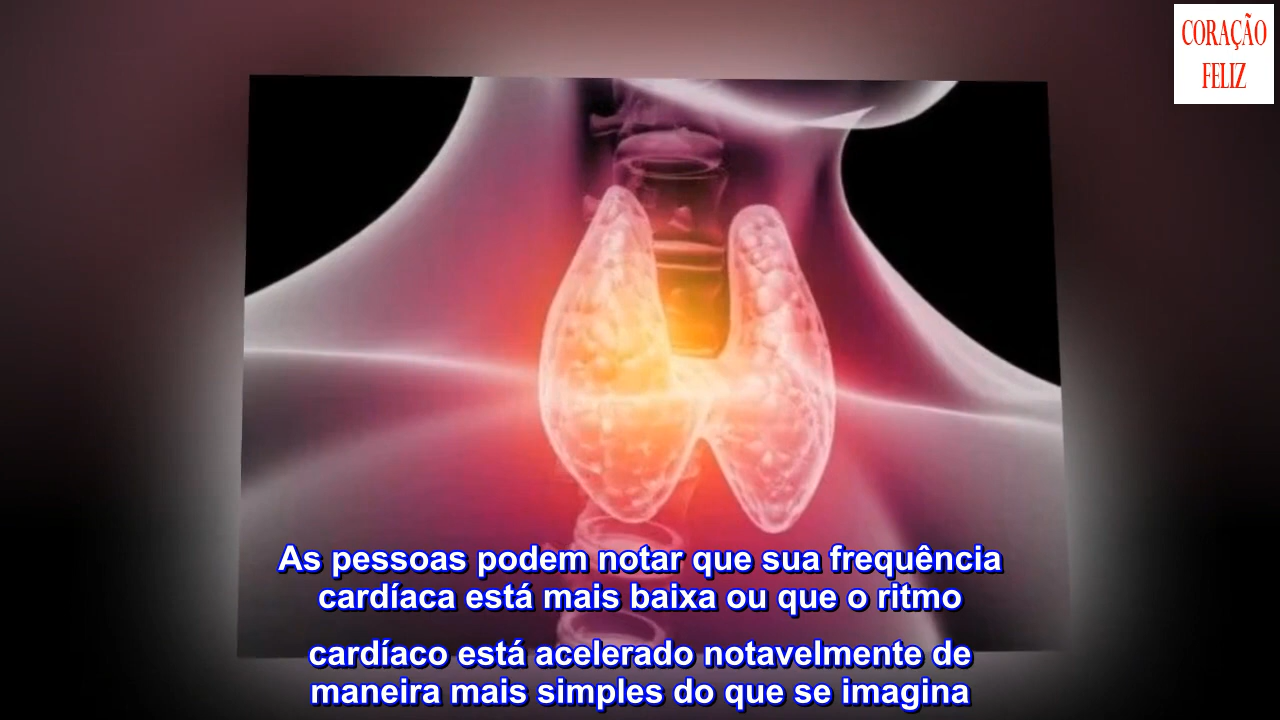 CORAÇÃO
FELIZ
As pessoas podem notar que sua frequência
cardíaca está mais baixa ou que o ritmo
cardíaco está acelerado notavelmente de
maneira mais simples do que se imagina